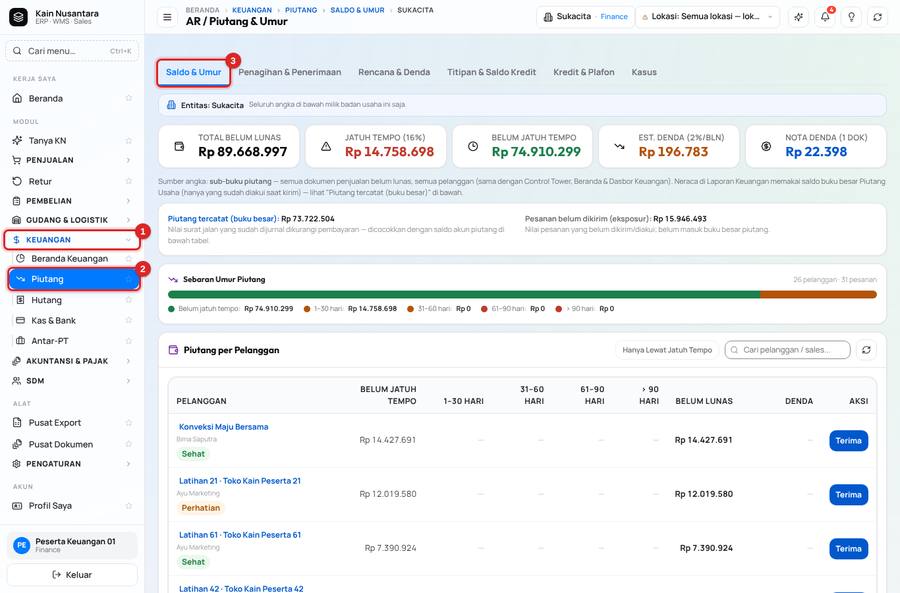 Kain Nusantara
ERP · WMS · Sales
Cari menu...
Ctrl+K
KERJA SAYA
Beranda
MODUL
Tanya KN
PENJUALAN
Retur
PEMBELIAN
GUDANG & LOGISTIK
KEUANGAN
1
Beranda Keuangan
2
Piutang
Hutang
Kas & Bank
Antar-PT
AKUNTANSI & PAJAK
SDM
ALAT
Pusat Export
Pusat Dokumen
PENGATURAN
AKUN
Profil Saya
PE
Peserta Keuangan 01
Finance
Keluar
BERANDA › KEUANGAN › PIUTANG › SALDO & UMUR › SUKACITA
AR / Piutang & Umur
Sukacita · Finance
Lokasi: Semua lokasi — lok...
4
3
Saldo & Umur
Penagihan & Penerimaan
Rencana & Denda
Titipan & Saldo Kredit
Kredit & Plafon
Kasus
Entitas: Sukacita Seluruh angka di bawah milik badan usaha ini saja.
TOTAL BELUM LUNAS
Rp 89.668.997
JATUH TEMPO (16%)
Rp 14.758.698
BELUM JATUH TEMPO
Rp 74.910.299
EST. DENDA (2%/BLN)
Rp 196.783
NOTA DENDA (1 DOK)
Rp 22.398
Sumber angka: sub-buku piutang — semua dokumen penjualan belum lunas, semua pelanggan (sama dengan Control Tower, Beranda & Dasbor Keuangan). Neraca di Laporan Keuangan memakai saldo buku besar Piutang
Usaha (hanya yang sudah diakui saat kirim) — lihat "Piutang tercatat (buku besar)" di bawah.
Piutang tercatat (buku besar): Rp 73.722.504
Nilai surat jalan yang sudah dijurnal dikurangi pembayaran — dicocokkan dengan saldo akun piutang di
bawah tabel.
Pesanan belum dikirim (eksposur): Rp 15.946.493
Nilai pesanan yang belum dikirim/diakui; belum masuk buku besar piutang.
Sebaran Umur Piutang
26 pelanggan · 31 pesanan
Belum jatuh tempo: Rp 74.910.299
1–30 hari: Rp 14.758.698
31–60 hari: Rp 0
61–90 hari: Rp 0
> 90 hari: Rp 0
Piutang per Pelanggan
Hanya Lewat Jatuh Tempo
Cari pelanggan / sales...
PELANGGAN
BELUM JATUH TEMPO
1–30 HARI
31–60 HARI
61–90 HARI
> 90 HARI
BELUM LUNAS
DENDA
AKSI
Konveksi Maju Bersama
Bima Saputra
Sehat
Rp 14.427.691
—
—
—
—
Rp 14.427.691
—
Terima
Latihan 21 · Toko Kain Peserta 21
Ayu Marketing
Perhatian
Rp 12.019.580
—
—
—
—
Rp 12.019.580
—
Terima
Latihan 61 · Toko Kain Peserta 61
Ayu Marketing
Sehat
Rp 7.390.924
—
—
—
—
Rp 7.390.924
—
Terima
Latihan 42 · Toko Kain Peserta 42